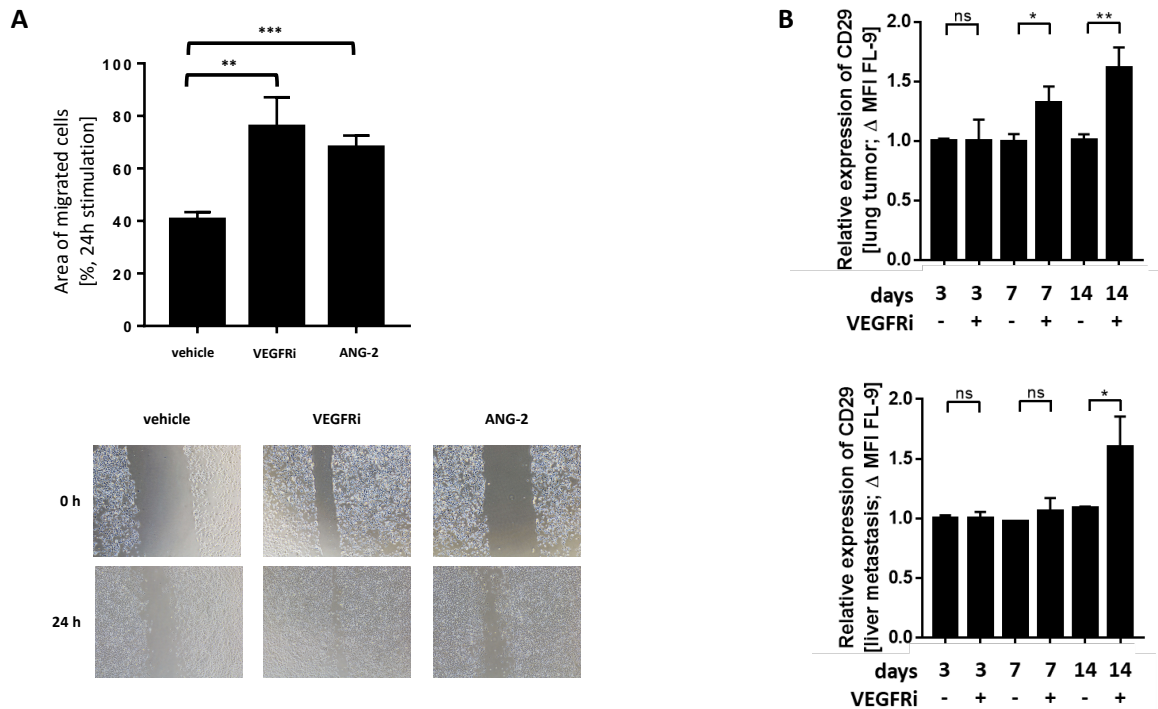 A
***
**
100
80
60
40
20
0
Area of migrated cells
[%, 24h stimulation]
vehicle VEGFRi ANG-2
vehicle VEGFRi ANG-2
0 h
24 h
B
Relative expression of CD29
[lung tumor; Δ MFI FL-9]
2.0
1.5
1.0
0.5
0.0
ns * **
days 3 3 7 7 14 14
VEGFRi - + - + - +
Relative expression of CD29
[liver metastasis; Δ MFI FL-9]
2.0
1.5
1.0
0.5
0.0
ns ns *
days 3 3 7 7 14 14
VEGFRi - + - + - +